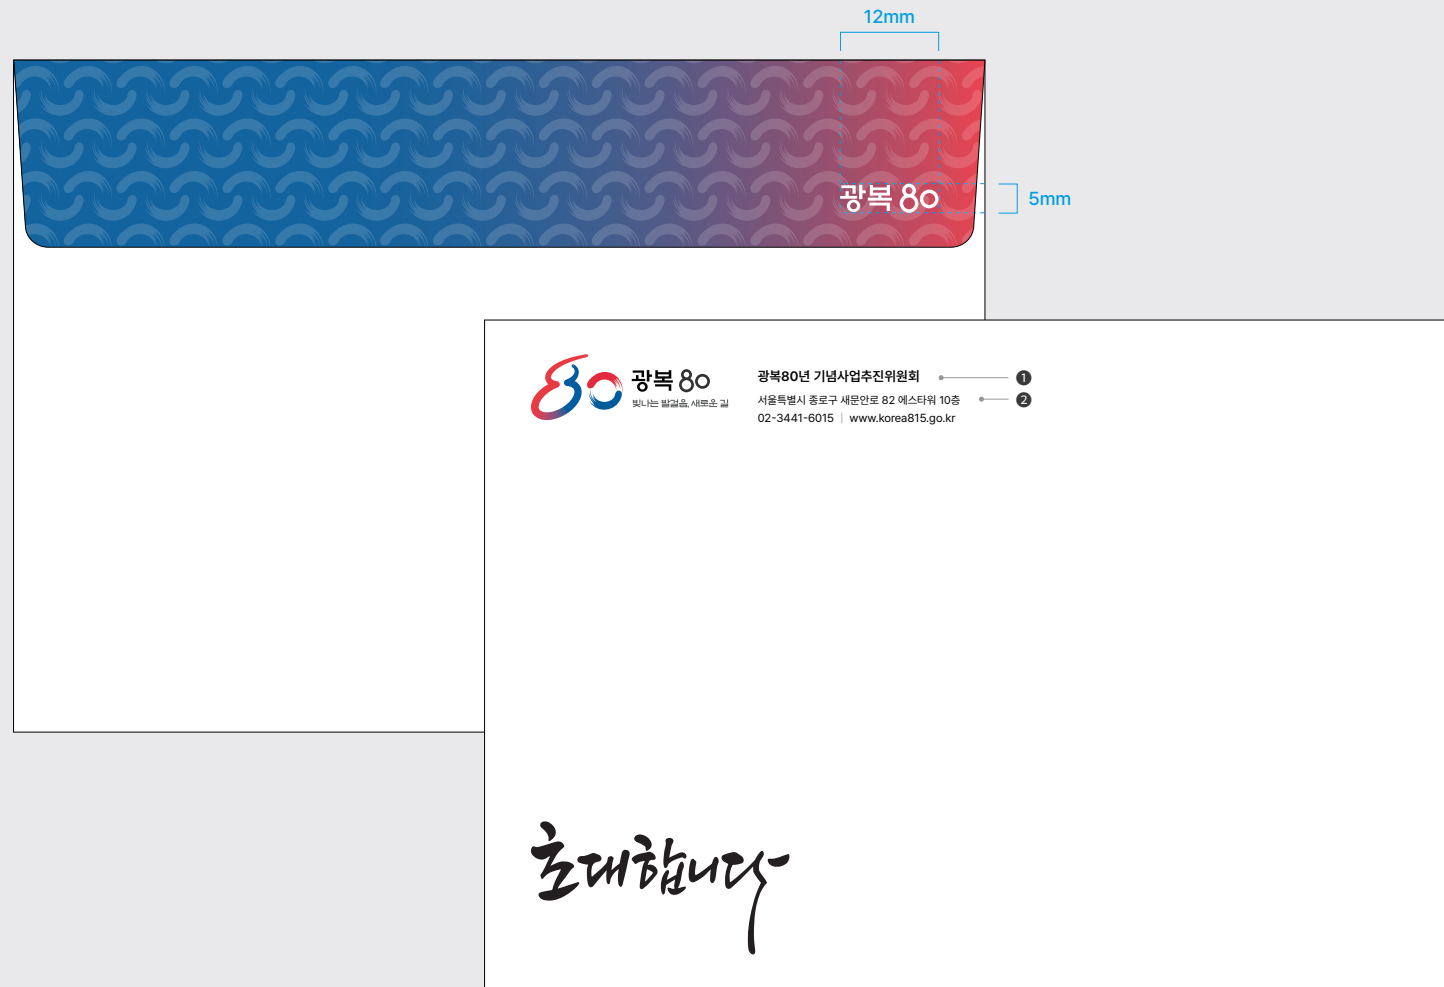 12mm
광복 80
5mm
80 광복 80
빛나는 발걸음, 새로운 길
광복80년 기념사업추진위원회 1
서울특별시 종로구 새문안로 82 에스타워 10층 2
02-3441-6015 | www.korea815.go.kr
초대합니다